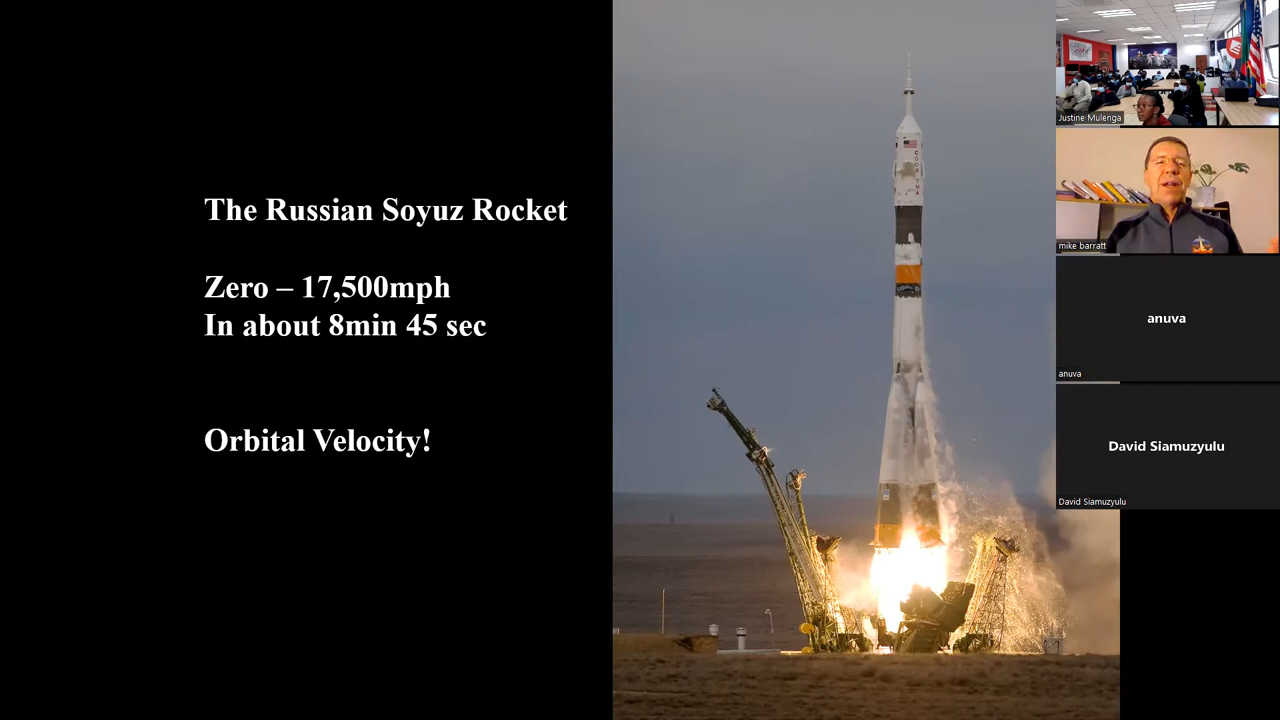 The Russian Soyuz Rocket
Zero – 17,500mph
In about 8min 45 sec
Orbital Velocity!
Justine Mulenga
mike barratt
anuva
anuva
David Siamuzyulu
David Siamuzyulu